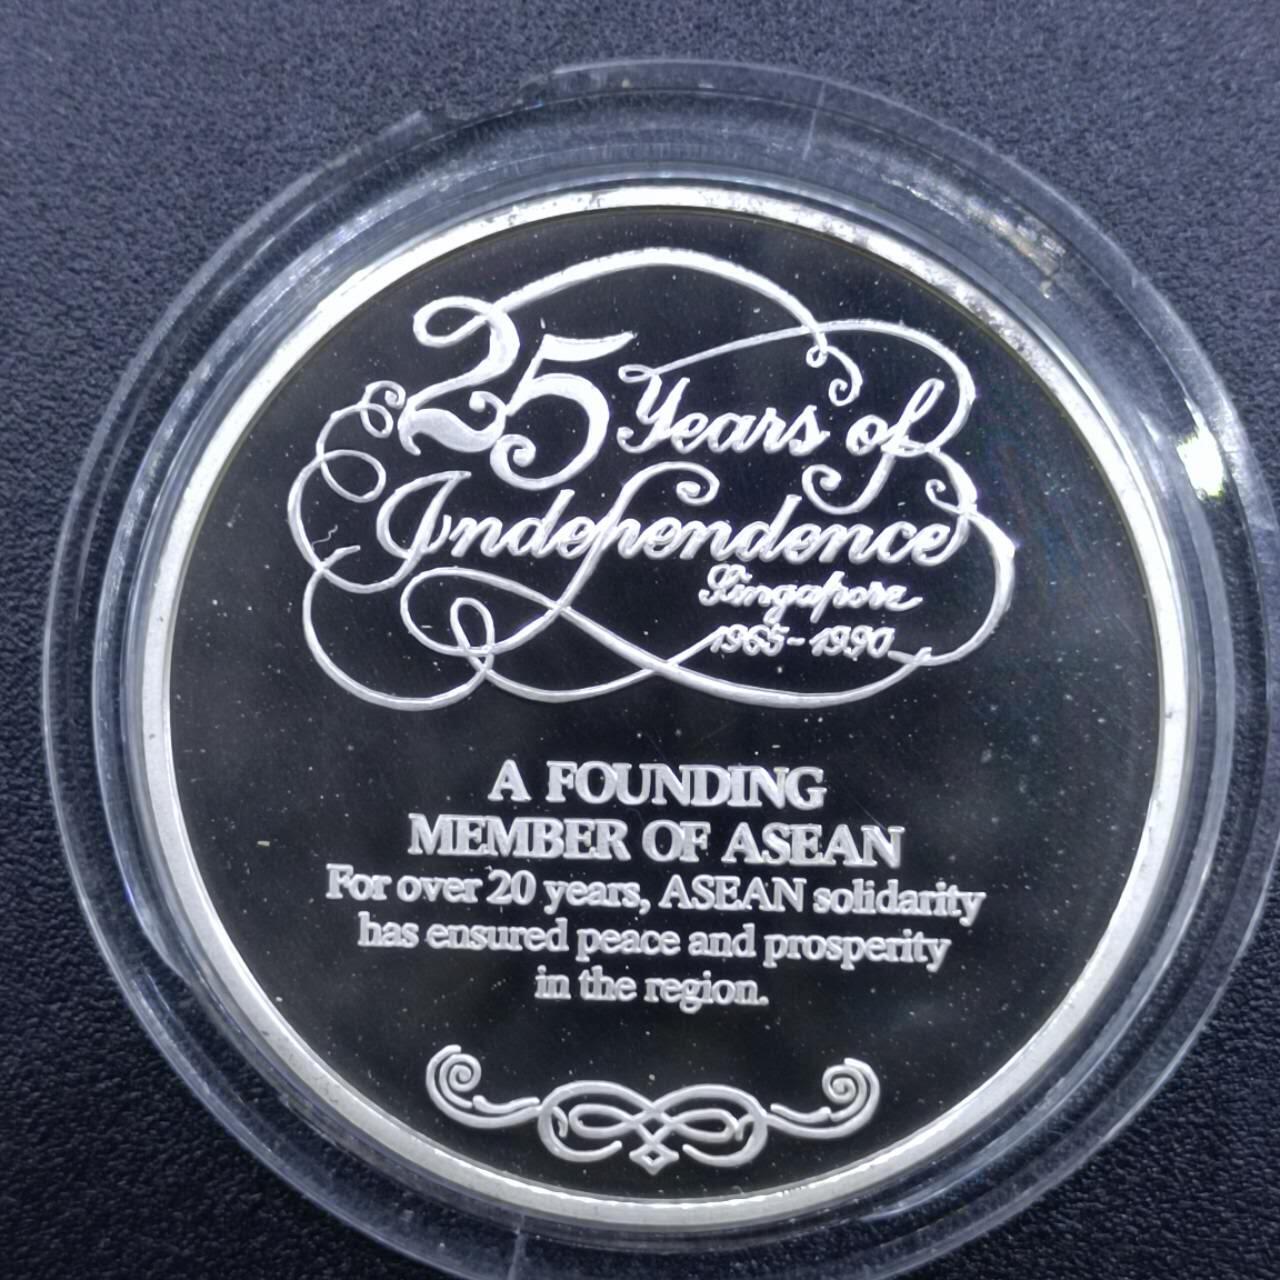 25 Years of
Independence
Singapore
1965-1990
A FOUNDING
MEMBER OF ASEAN
For over 20 years, ASEAN solidarity
has ensured peace and prosperity
in the region.